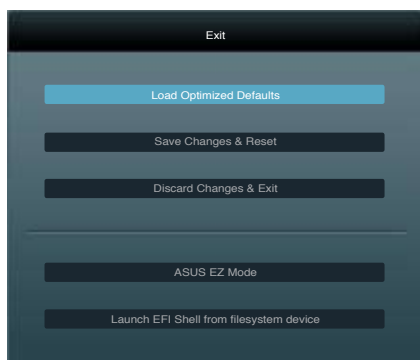 Exit
Load Optimized Defaults
Save Changes & Reset
Discard Changes & Exit
ASUS EZ Mode
Launch EFI Shell from filesystem device